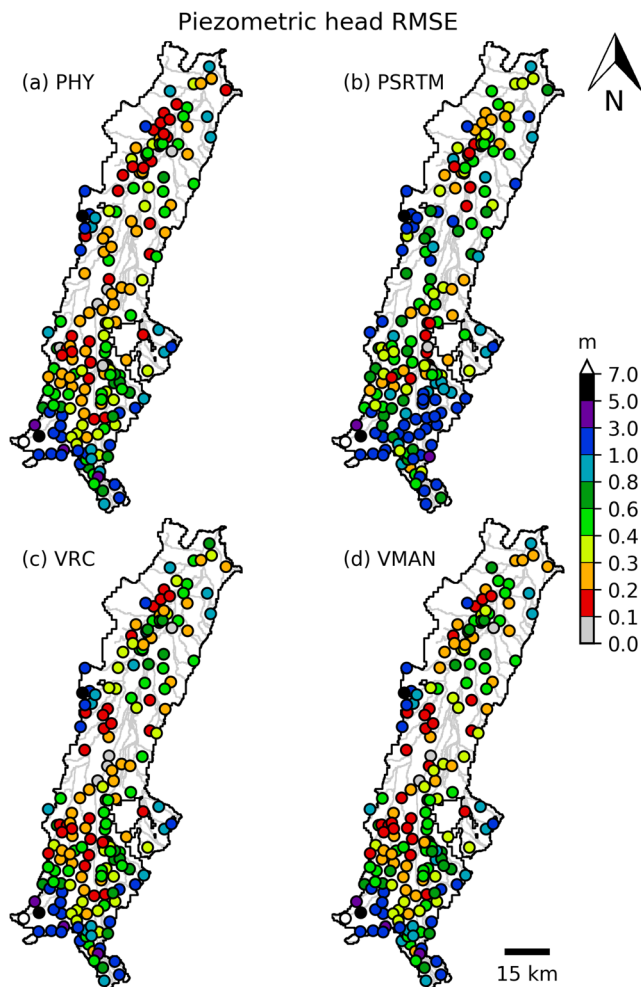 Piezometric head RMSE
(a) PHY
(b) PSRTM
N
m
7.0
5.0
3.0
1.0
0.8
0.6
0.4
0.3
0.2
0.1
0.0
(c) VRC
(d) VMAN
15 km